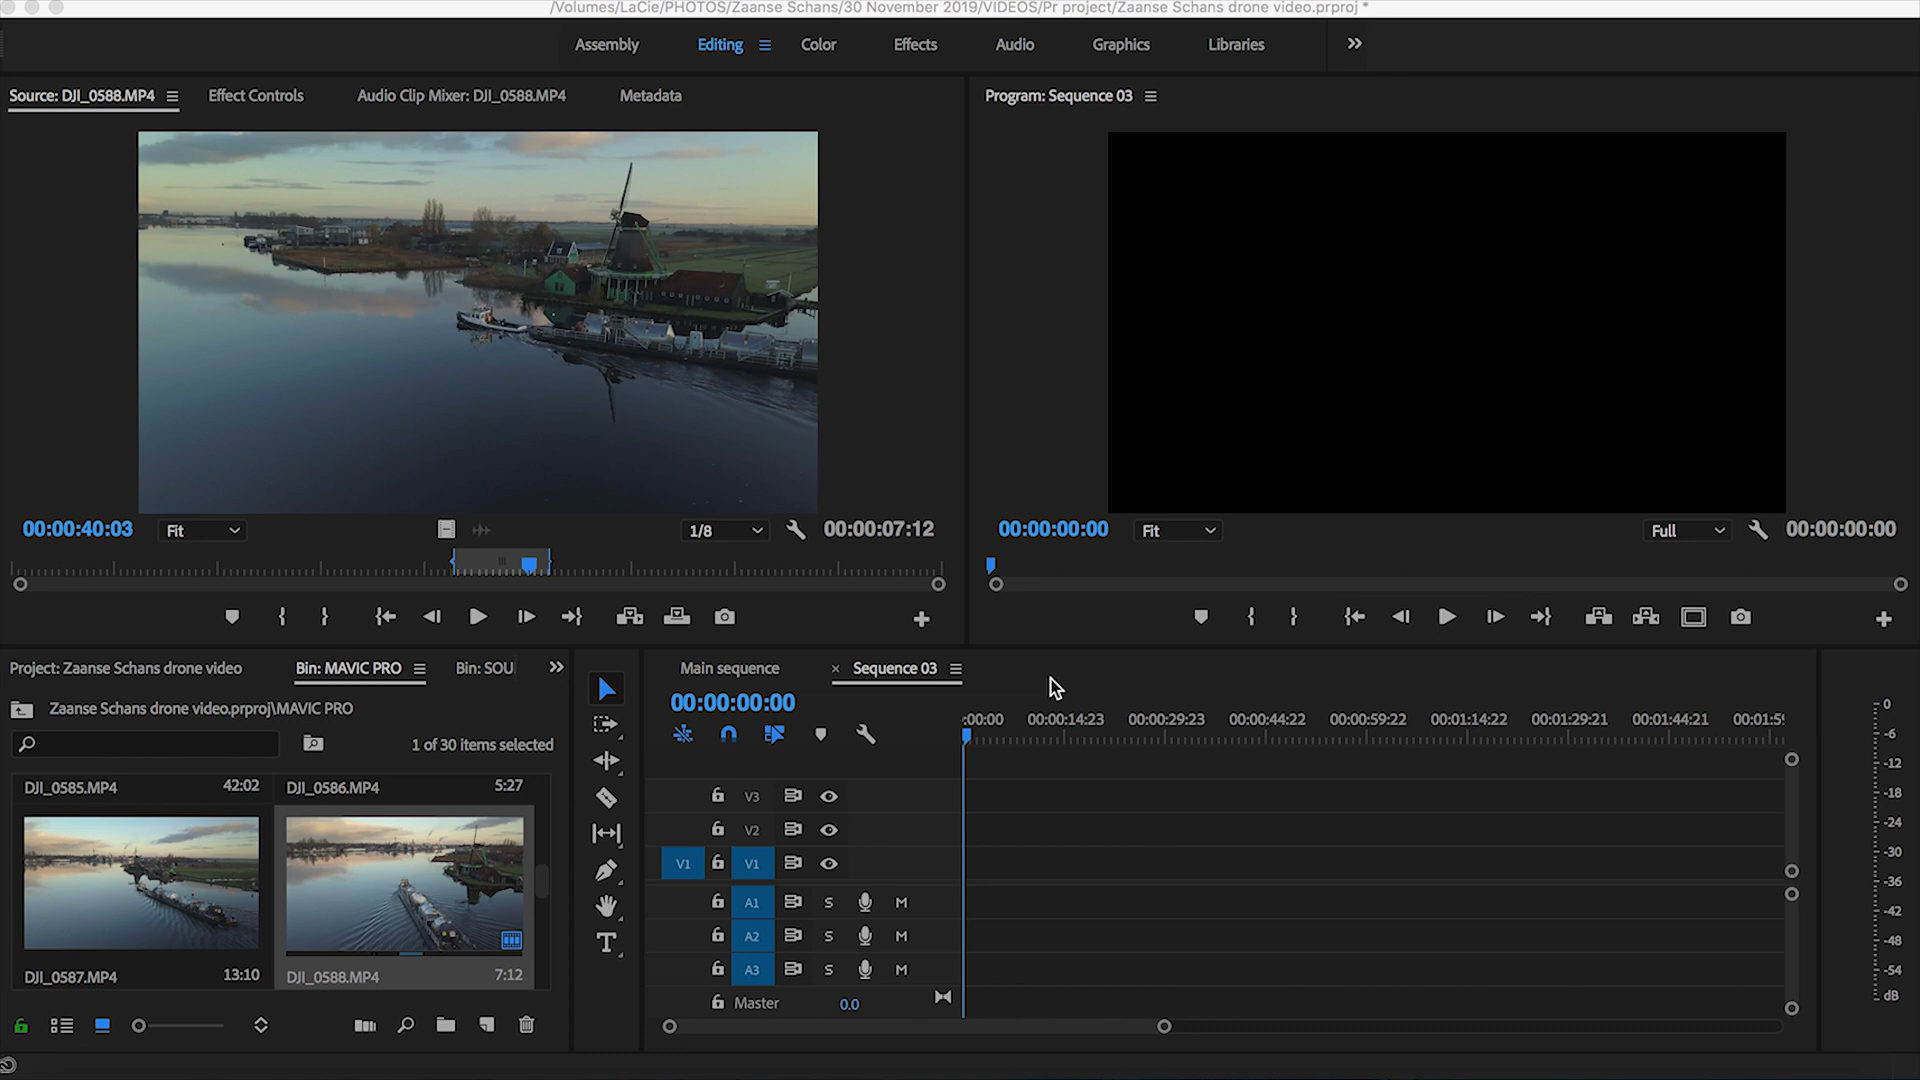 /Volumes/LaCie/PHOTOS/Zaanse Schans/30 November 2019/VIDEOS/Pr project/Zaanse Schans drone video.prproj *
Assembly Editing Color Effects Audio Graphics Libraries
Source: DJI_0588.MP4 Effect Controls Audio Clip Mixer: DJI_0588.MP4 Metadata
Program: Sequence 03
00:00:40:03 Fit 1/8 00:00:07:12
00:00:00:00 Fit Full 00:00:00:00
Project: Zaanse Schans drone video Bin: MAVIC PRO Bin: SOU
Zaanse Schans drone video.prproj\MAVIC PRO
1 of 30 items selected
DJI_0585.MP4 42:02 DJI_0586.MP4 5:27
DJI_0587.MP4 13:10 DJI_0588.MP4 7:12
Main sequence × Sequence 03
00:00:00:00
:00:00 00:00:14:23 00:00:29:23 00:00:44:22 00:00:59:22 00:01:14:22 00:01:29:21 00:01:44:21 00:01:59
V3
V2
V1 V1
A1 S M
A2 S M
A3 S M
Master 0.0
T
0
-6
-12
-18
-24
-30
-36
-42
-48
-54
dB